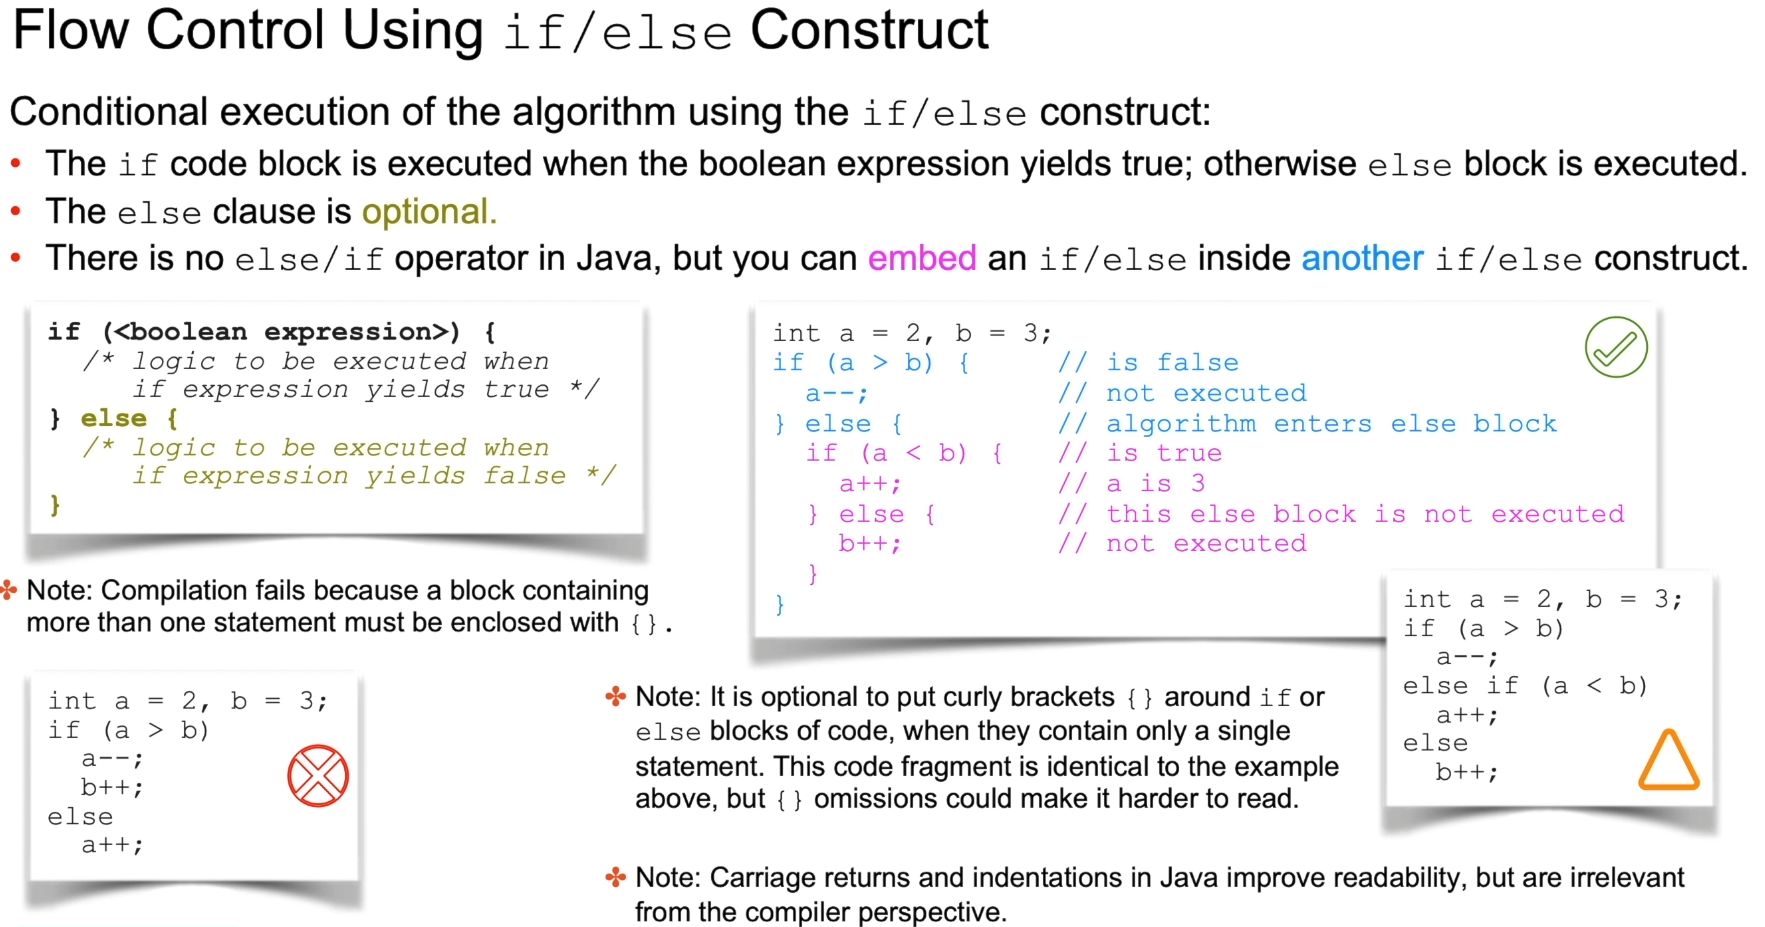 Flow Control Using if/else Construct
Conditional execution of the algorithm using the if/else construct:
• The if code block is executed when the boolean expression yields true; otherwise else block is executed.
• The else clause is optional.
• There is no else/if operator in Java, but you can embed an if/else inside another if/else construct.
if (<boolean expression>) {
/* logic to be executed when
if expression yields true */
} else {
/* logic to be executed when
if expression yields false */
}
int a = 2, b = 3;
if (a > b) { // is false
a--; // not executed
} else { // algorithm enters else block
if (a < b) { // is true
a++; // a is 3
} else { // this else block is not executed
b++; // not executed
}
}
Note: Compilation fails because a block containing
more than one statement must be enclosed with {}.
int a = 2, b = 3;
if (a > b)
a--;
b++;
else
a++;
Note: It is optional to put curly brackets {} around if or
else blocks of code, when they contain only a single
statement. This code fragment is identical to the example
above, but {} omissions could make it harder to read.
int a = 2, b = 3;
if (a > b)
a--;
else if (a < b)
a++;
else
b++;
Note: Carriage returns and indentations in Java improve readability, but are irrelevant
from the compiler perspective.